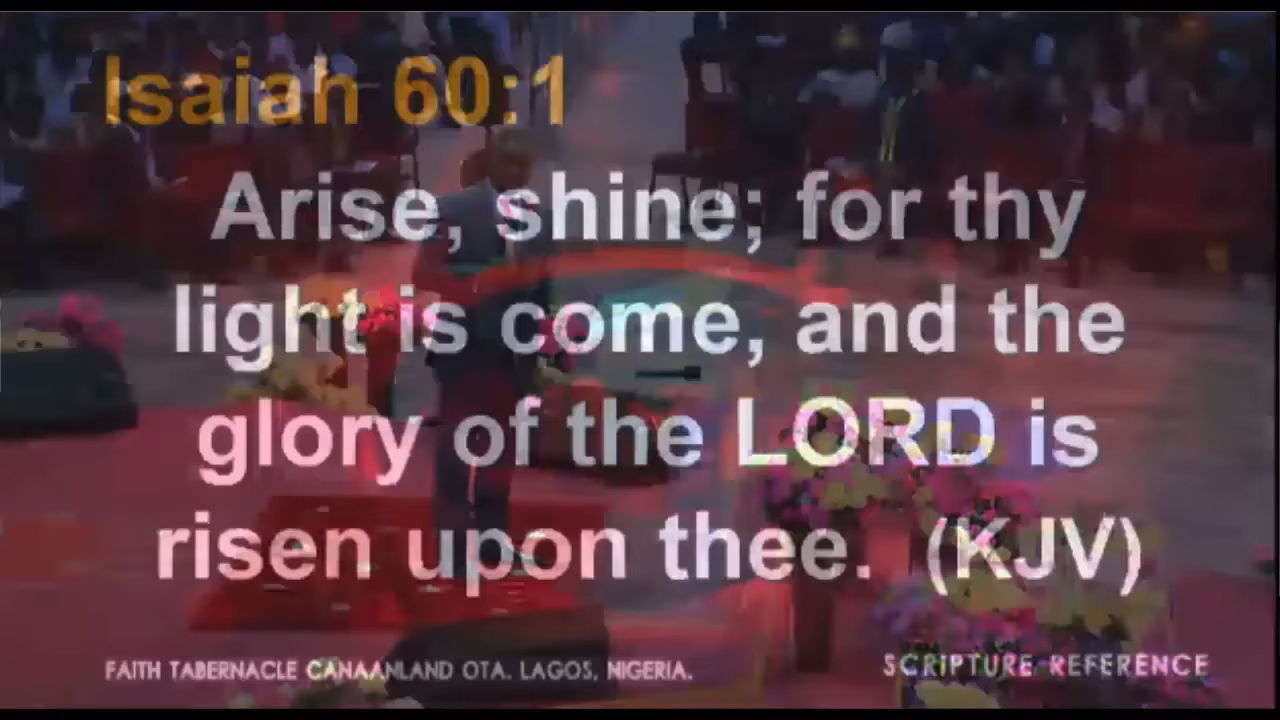 Isaiah 60:1
Arise, shine; for thy
light is come, and the
glory of the LORD is
risen upon thee. (KJV)
FAITH TABERNACLE CANAANLAND OTA. LAGOS, NIGERIA.
SCRIPTURE REFERENCE